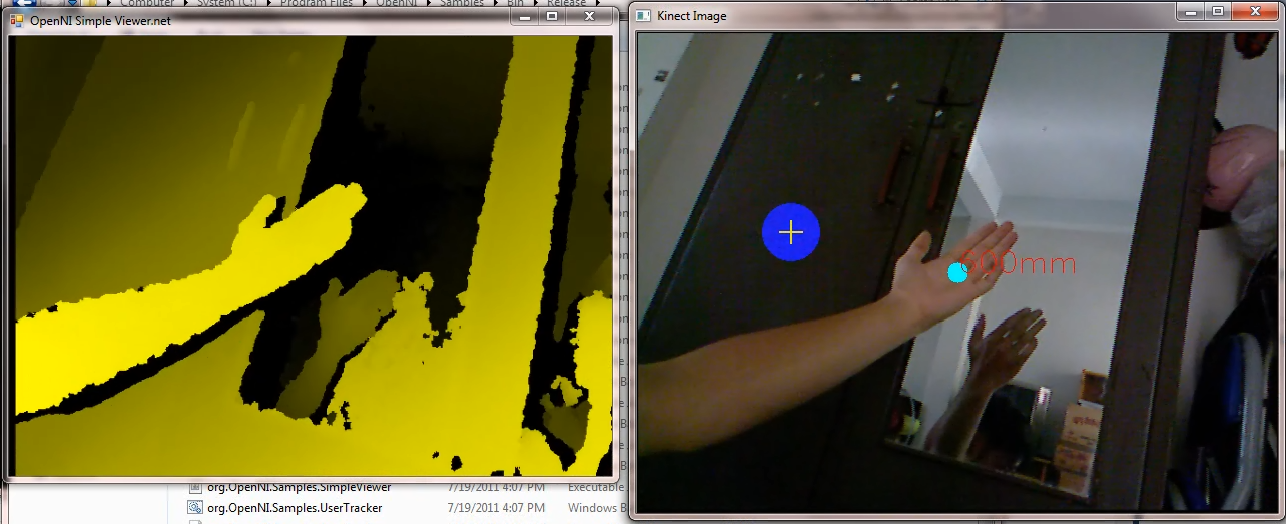 Computer
System (C:)
Program Files
OpenNI
Samples
Bin
Release
OpenNI Simple Viewer.net
Kinect Image
600mm
org.OpenNI.Samples.SimpleViewer 7/19/2011 4:07 PM Executable
org.OpenNI.Samples.UserTracker 7/19/2011 4:07 PM Windows B